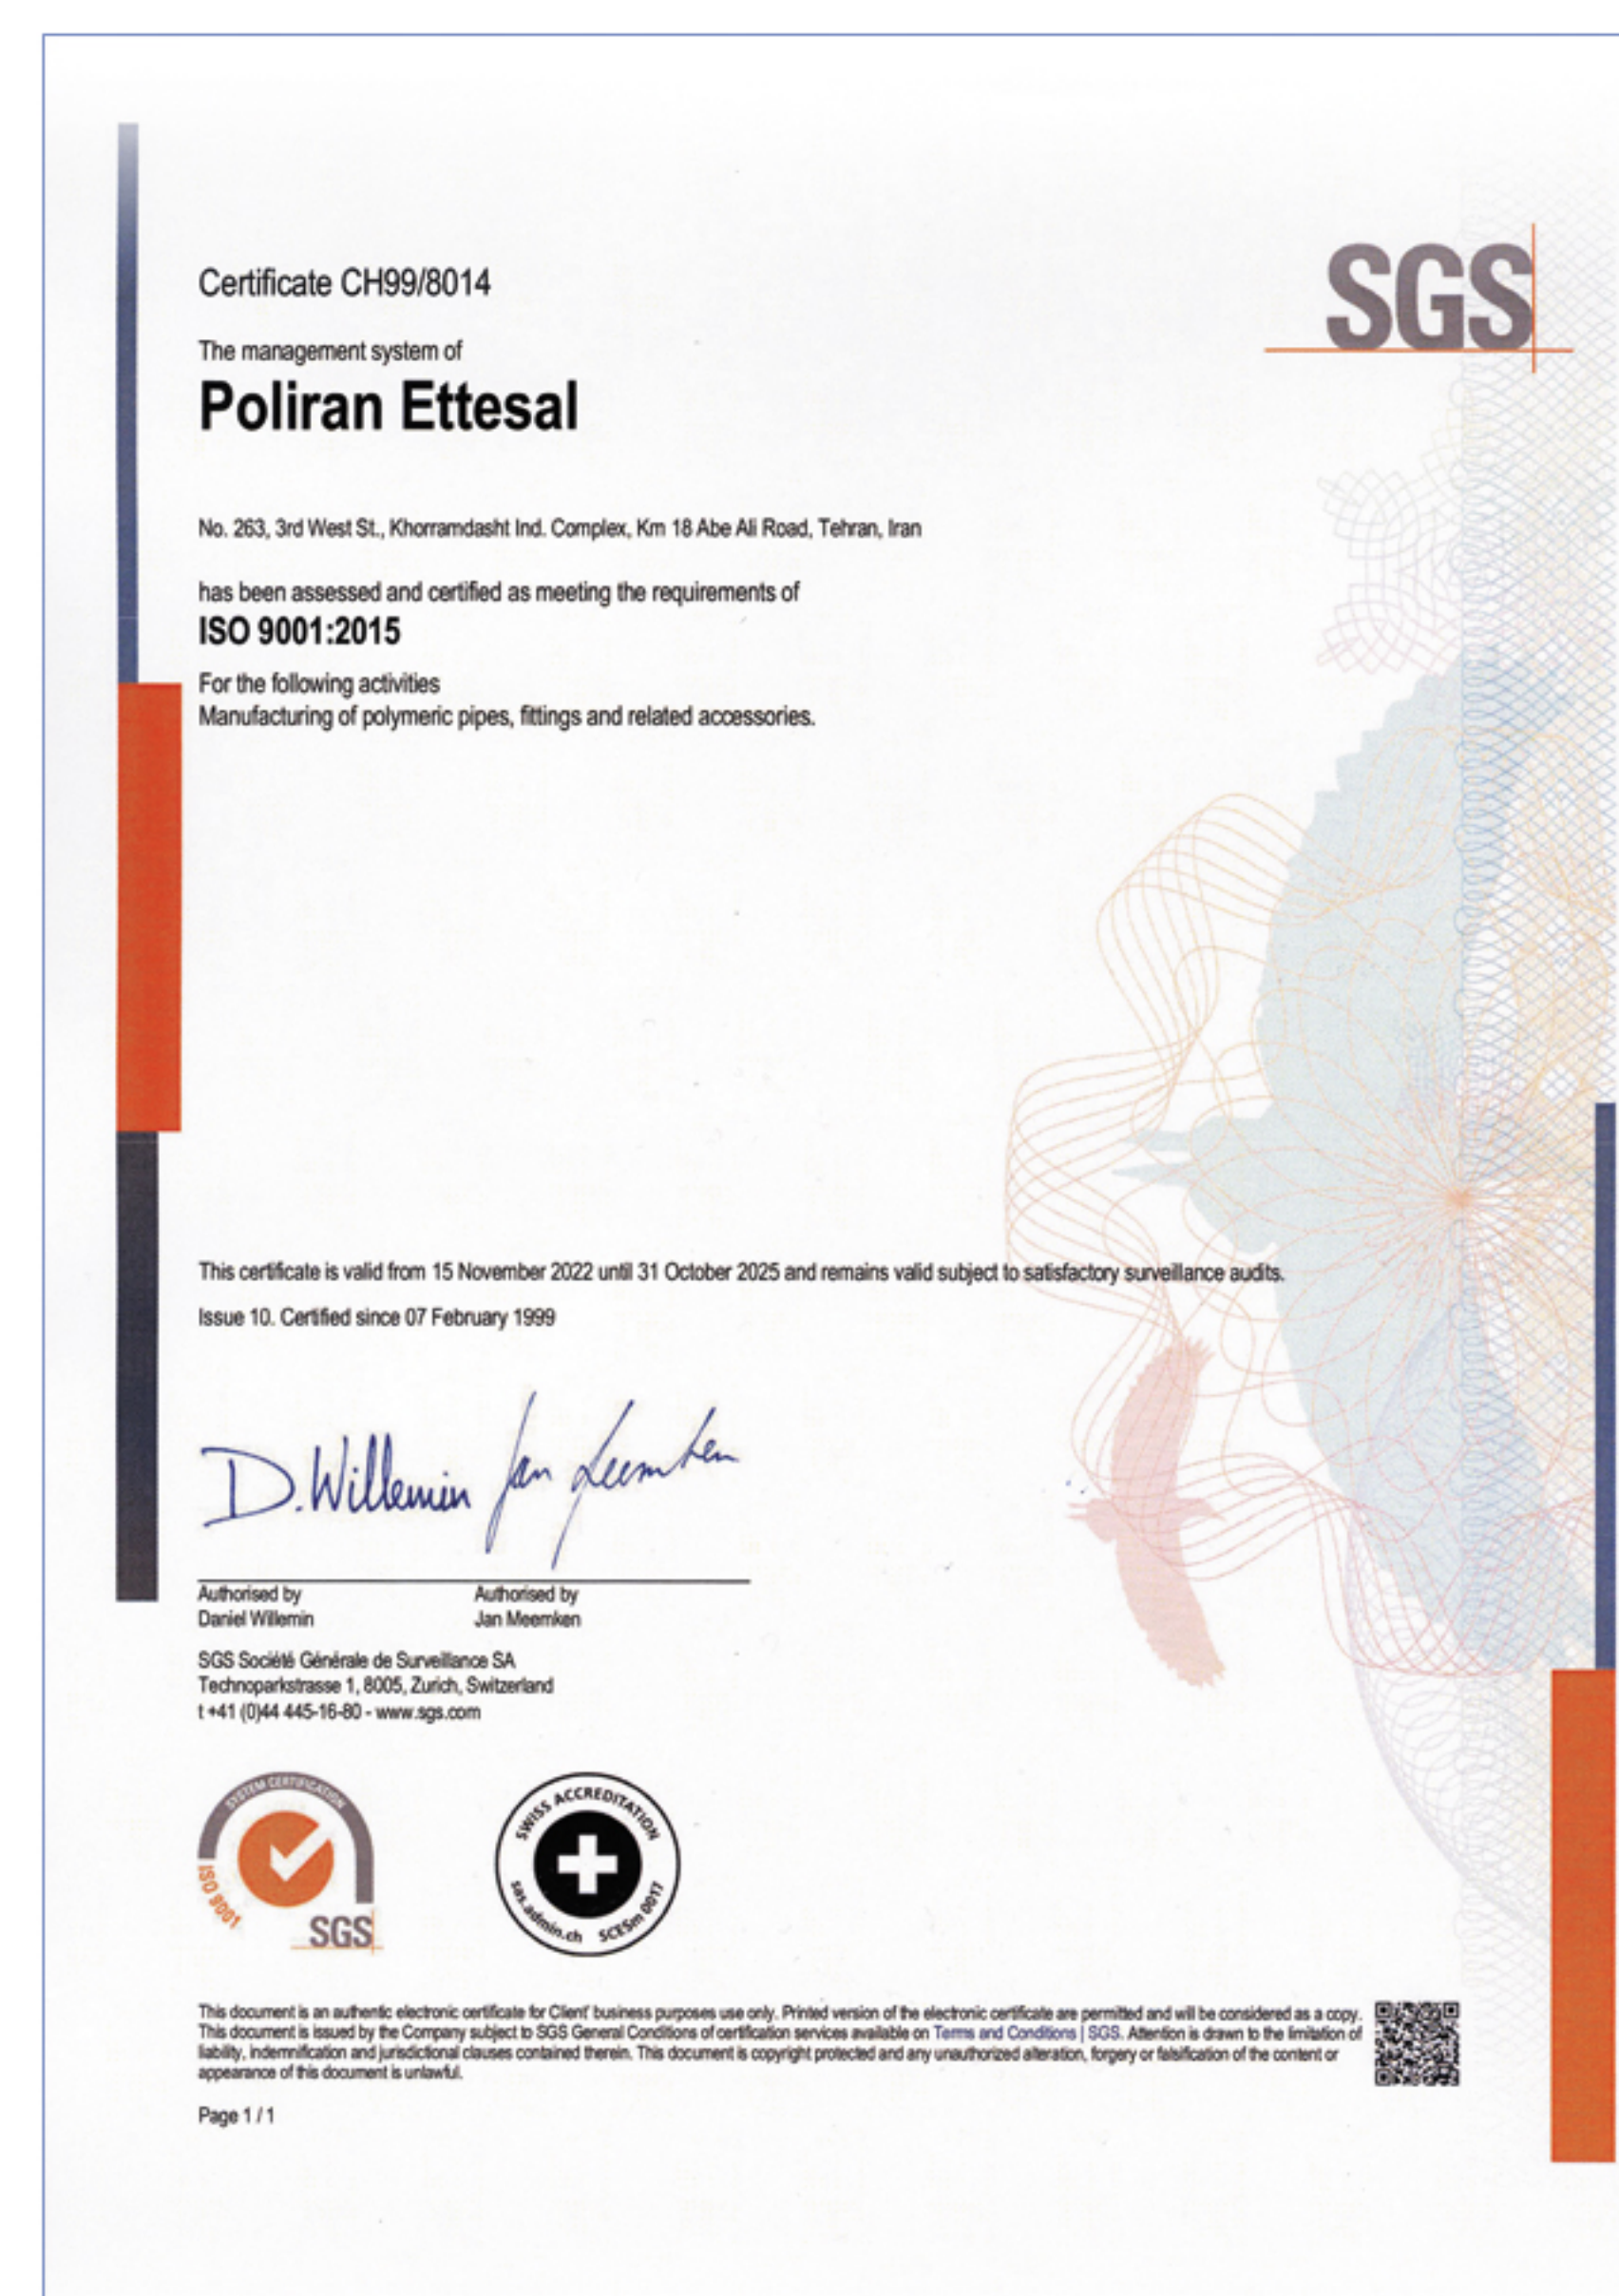 SGS
Certificate CH99/8014
The management system of
Poliran Ettesal
No. 263, 3rd West St., Khorramdasht Ind. Complex, Km 18 Abe Ali Road, Tehran, Iran
has been assessed and certified as meeting the requirements of
ISO 9001:2015
For the following activities
Manufacturing of polymeric pipes, fittings and related accessories.
This certificate is valid from 15 November 2022 until 31 October 2025 and remains valid subject to satisfactory surveillance audits.
Issue 10. Certified since 07 February 1999
D. Willemin Jan Meemken
Authorised by Authorised by
Daniel Willemin Jan Meemken
SGS Société Générale de Surveillance SA
Technoparkstrasse 1, 8005, Zurich, Switzerland
t +41 (0)44 445-16-80 - www.sgs.com
SYSTEM CERTIFICATION
ISO 9001
SGS
SWISS ACCREDITATION
sas.admin.ch SCESm 0017
This document is an authentic electronic certificate for Client' business purposes use only. Printed version of the electronic certificate are permitted and will be considered as a copy.
This document is issued by the Company subject to SGS General Conditions of certification services available on Terms and Conditions | SGS. Attention is drawn to the limitation of
liability, indemnification and jurisdictional clauses contained therein. This document is copyright protected and any unauthorized alteration, forgery or falsification of the content or
appearance of this document is unlawful.
Page 1 / 1